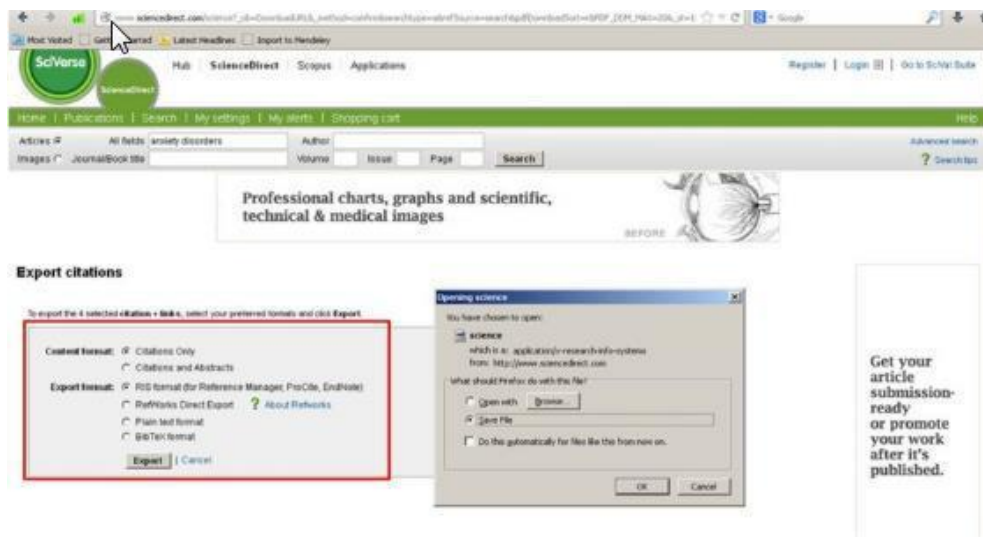 Google
Most Visited Getting Started Latest Headlines Import to Mendeley
SciVerse
ScienceDirect
Hub ScienceDirect Scopus Applications
Register Login Go to SciVal Suite
Home | Publications | Search | My settings | My alerts | Shopping cart
Help
Articles All fields anxiety disorders Author
Advanced search
Images Journal/Book title Volume Issue Page Search
? Search tips
Professional charts, graphs and scientific,
technical & medical images
BEFORE
Export citations
To export the 4 selected citation + links, select your preferred formats and click Export.
Content format: Citations Only
Citations and Abstracts
Export format: RIS format (for Reference Manager, ProCite, EndNote)
RefWorks Direct Export ? About Refworks
Plain text format
BibTex format
Export | Cancel
Opening science
You have chosen to open:
science
which is a: application/x-research-info-systems
from: http://www.sciencedirect.com
What should Firefox do with this file?
Open with Browse...
Save File
Do this automatically for files like this from now on.
OK Cancel
Get your
article
submission-
ready
or promote
your work
after it's
published.